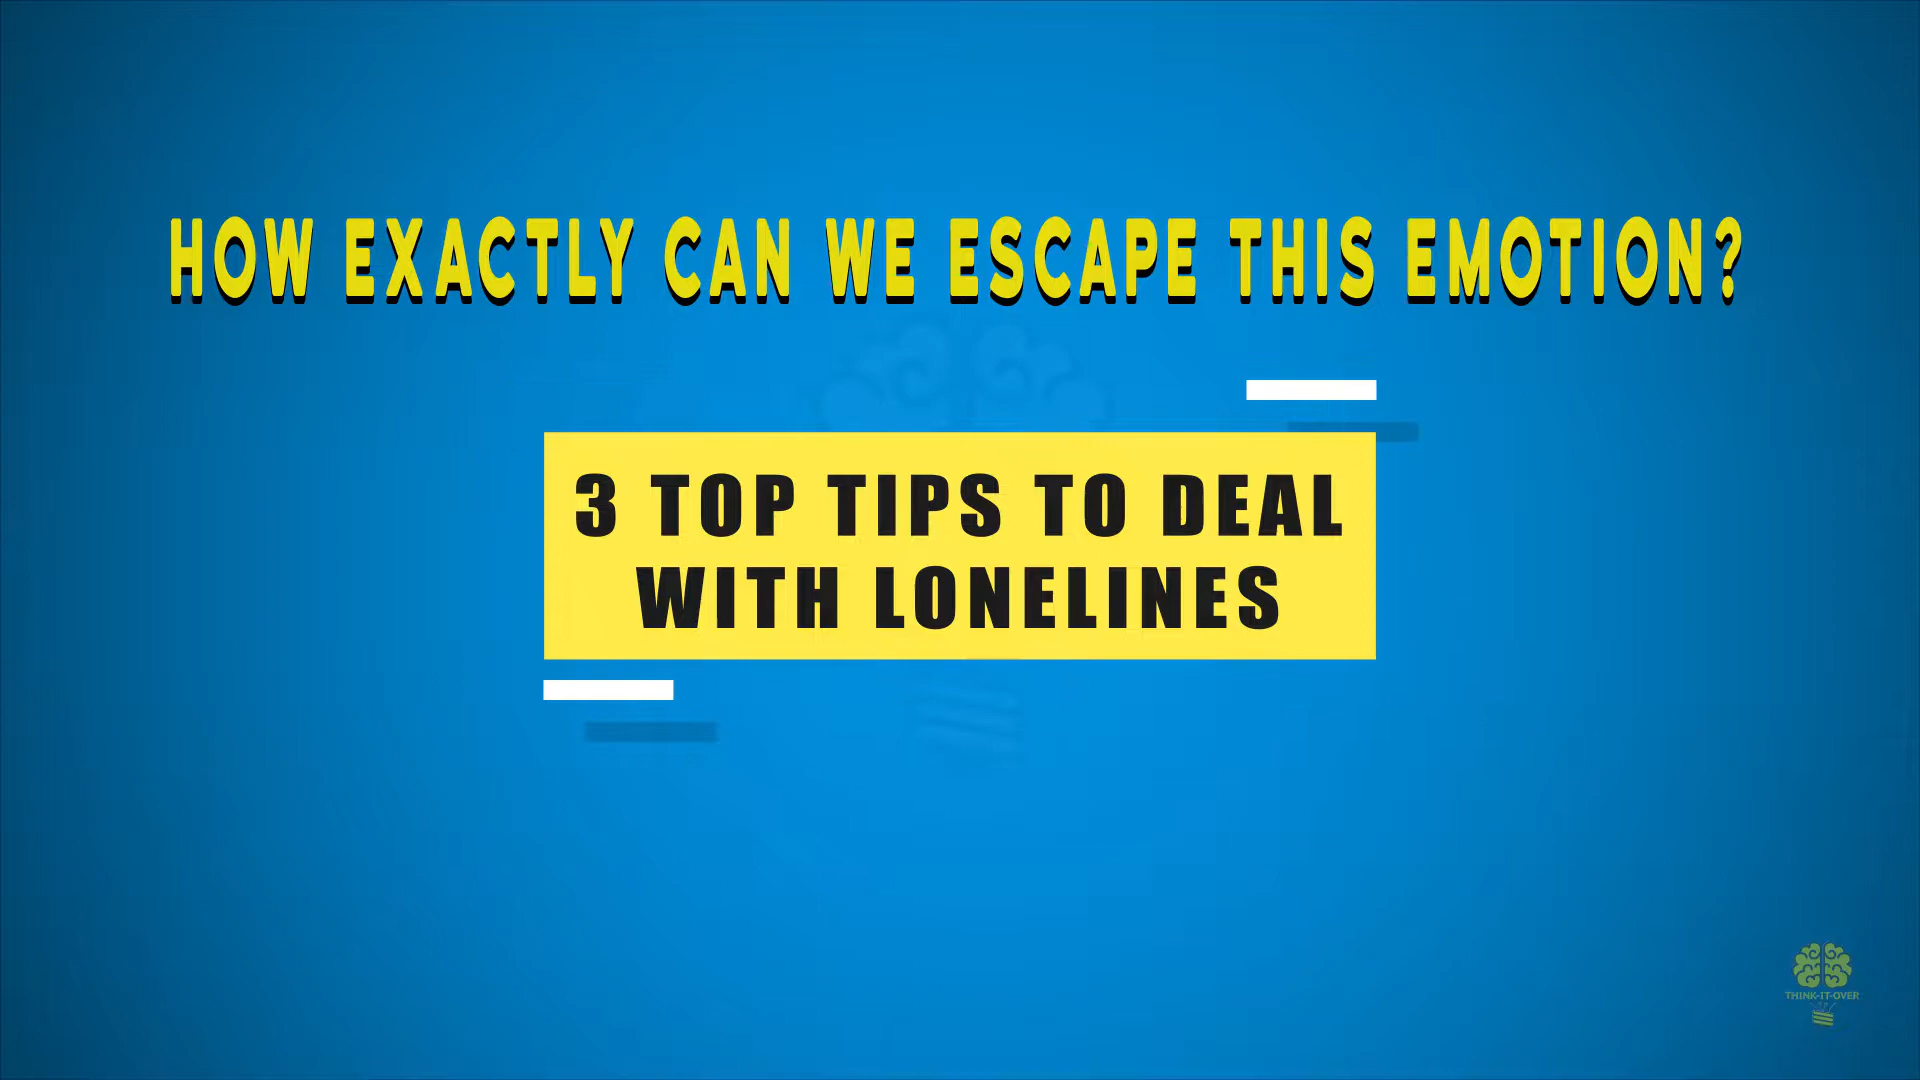 HOW EXACTLY CAN WE ESCAPE THIS EMOTION?
3 TOP TIPS TO DEAL
WITH LONELINES
THINK-IT-OVER